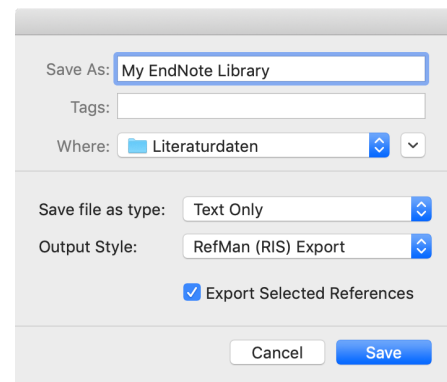 Save As: My EndNote Library
Tags:
Where: Literaturdaten
Save file as type: Text Only
Output Style: RefMan (RIS) Export
Export Selected References
Cancel Save